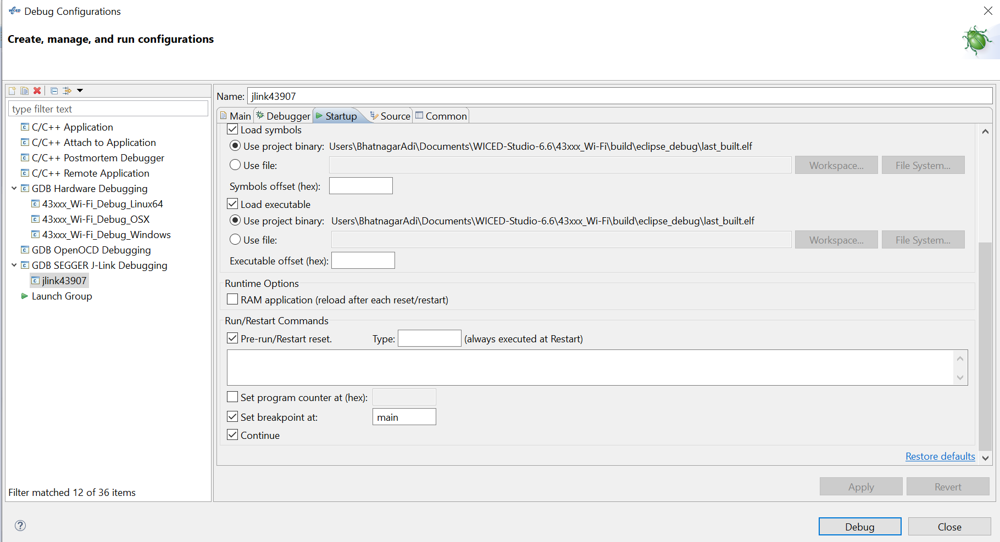 WICED Debug Configurations
Create, manage, and run configurations
type filter text
C/C++ Application
C/C++ Attach to Application
C/C++ Postmortem Debugger
C/C++ Remote Application
GDB Hardware Debugging
43xxx_Wi-Fi_Debug_Linux64
43xxx_Wi-Fi_Debug_OSX
43xxx_Wi-Fi_Debug_Windows
GDB OpenOCD Debugging
GDB SEGGER J-Link Debugging
jlink43907
Launch Group
Filter matched 12 of 36 items
Name: jlink43907
Main Debugger Startup Source Common
Load symbols
Use project binary: Users\BhatnagarAdi\Documents\WICED-Studio-6.6\43xxx_Wi-Fi\build\eclipse_debug\last_built.elf
Use file: Workspace... File System...
Symbols offset (hex):
Load executable
Use project binary: Users\BhatnagarAdi\Documents\WICED-Studio-6.6\43xxx_Wi-Fi\build\eclipse_debug\last_built.elf
Use file: Workspace... File System...
Executable offset (hex):
Runtime Options
RAM application (reload after each reset/restart)
Run/Restart Commands
Pre-run/Restart reset. Type: (always executed at Restart)
Set program counter at (hex):
Set breakpoint at: main
Continue
Restore defaults
Apply Revert
Debug Close